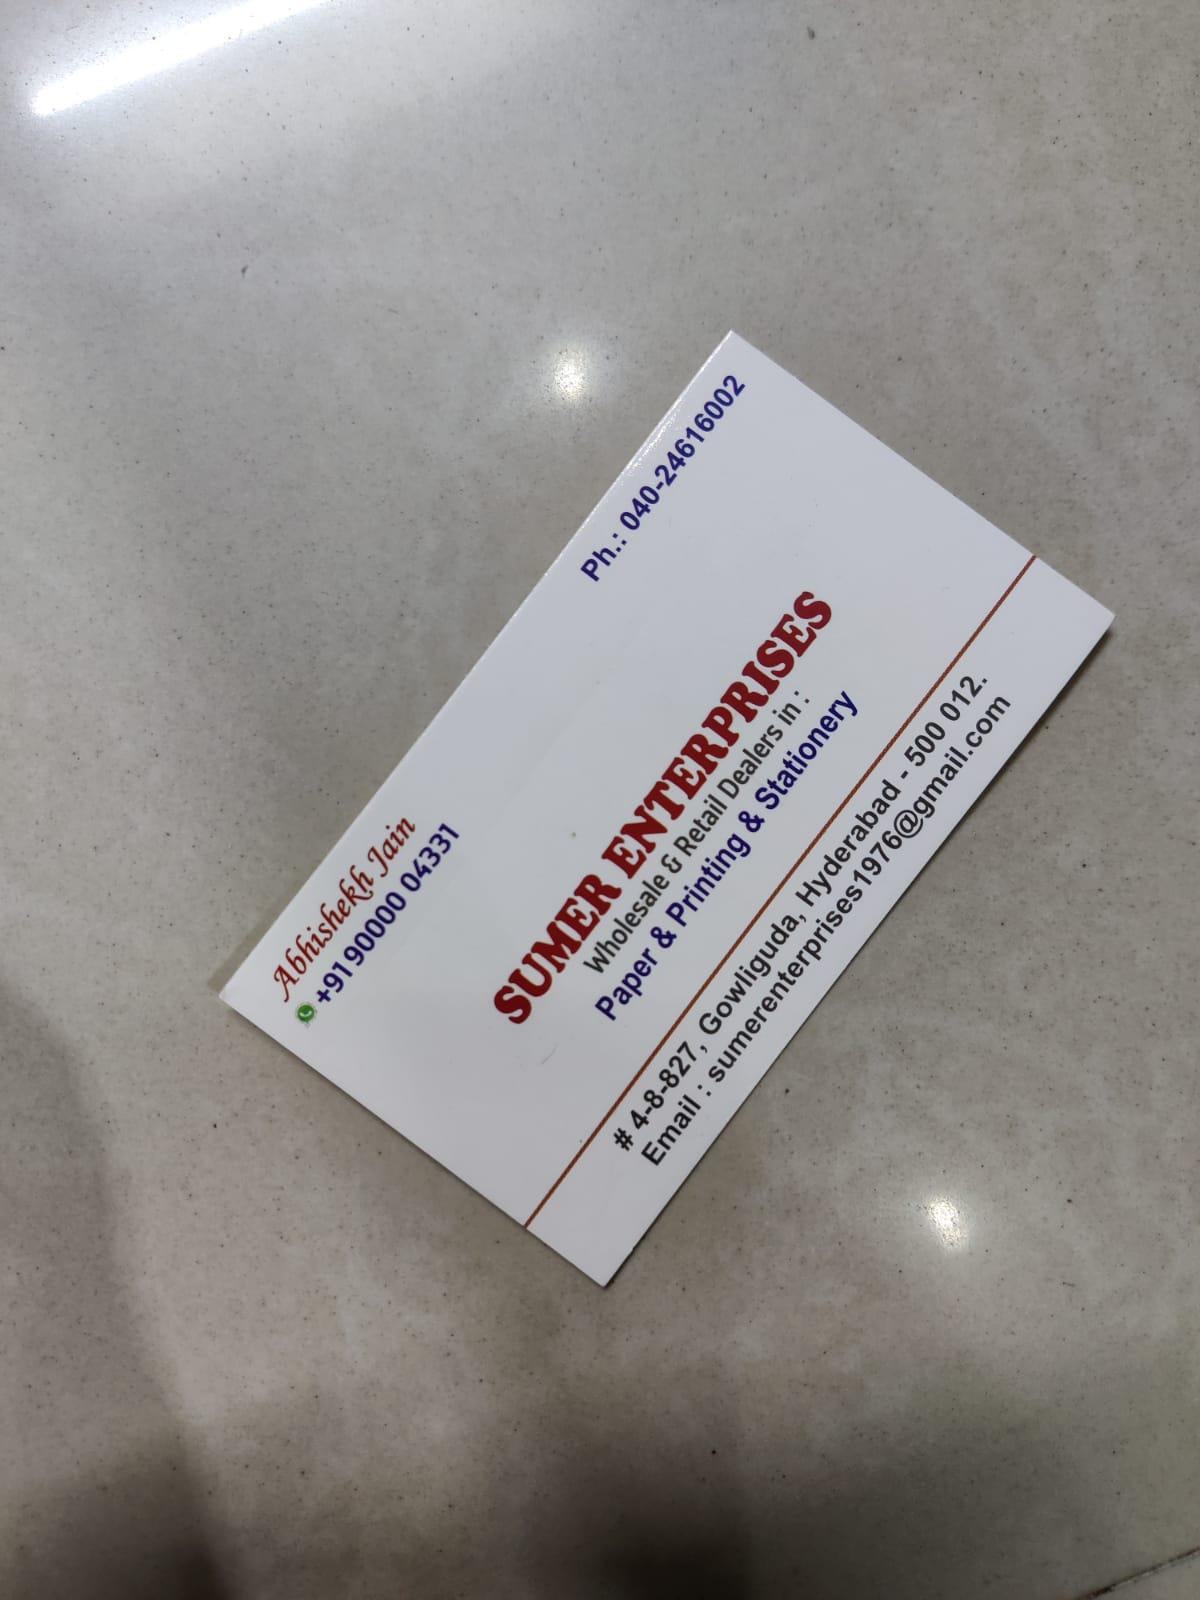 Abhishekh Jain
+91 90000 04331
Ph.: 040-24616002
SUMER ENTERPRISES
Wholesale & Retail Dealers in :
Paper & Printing & Stationery
# 4-8-827, Gowliguda, Hyderabad - 500 012.
Email : sumerenterprises1976@gmail.com